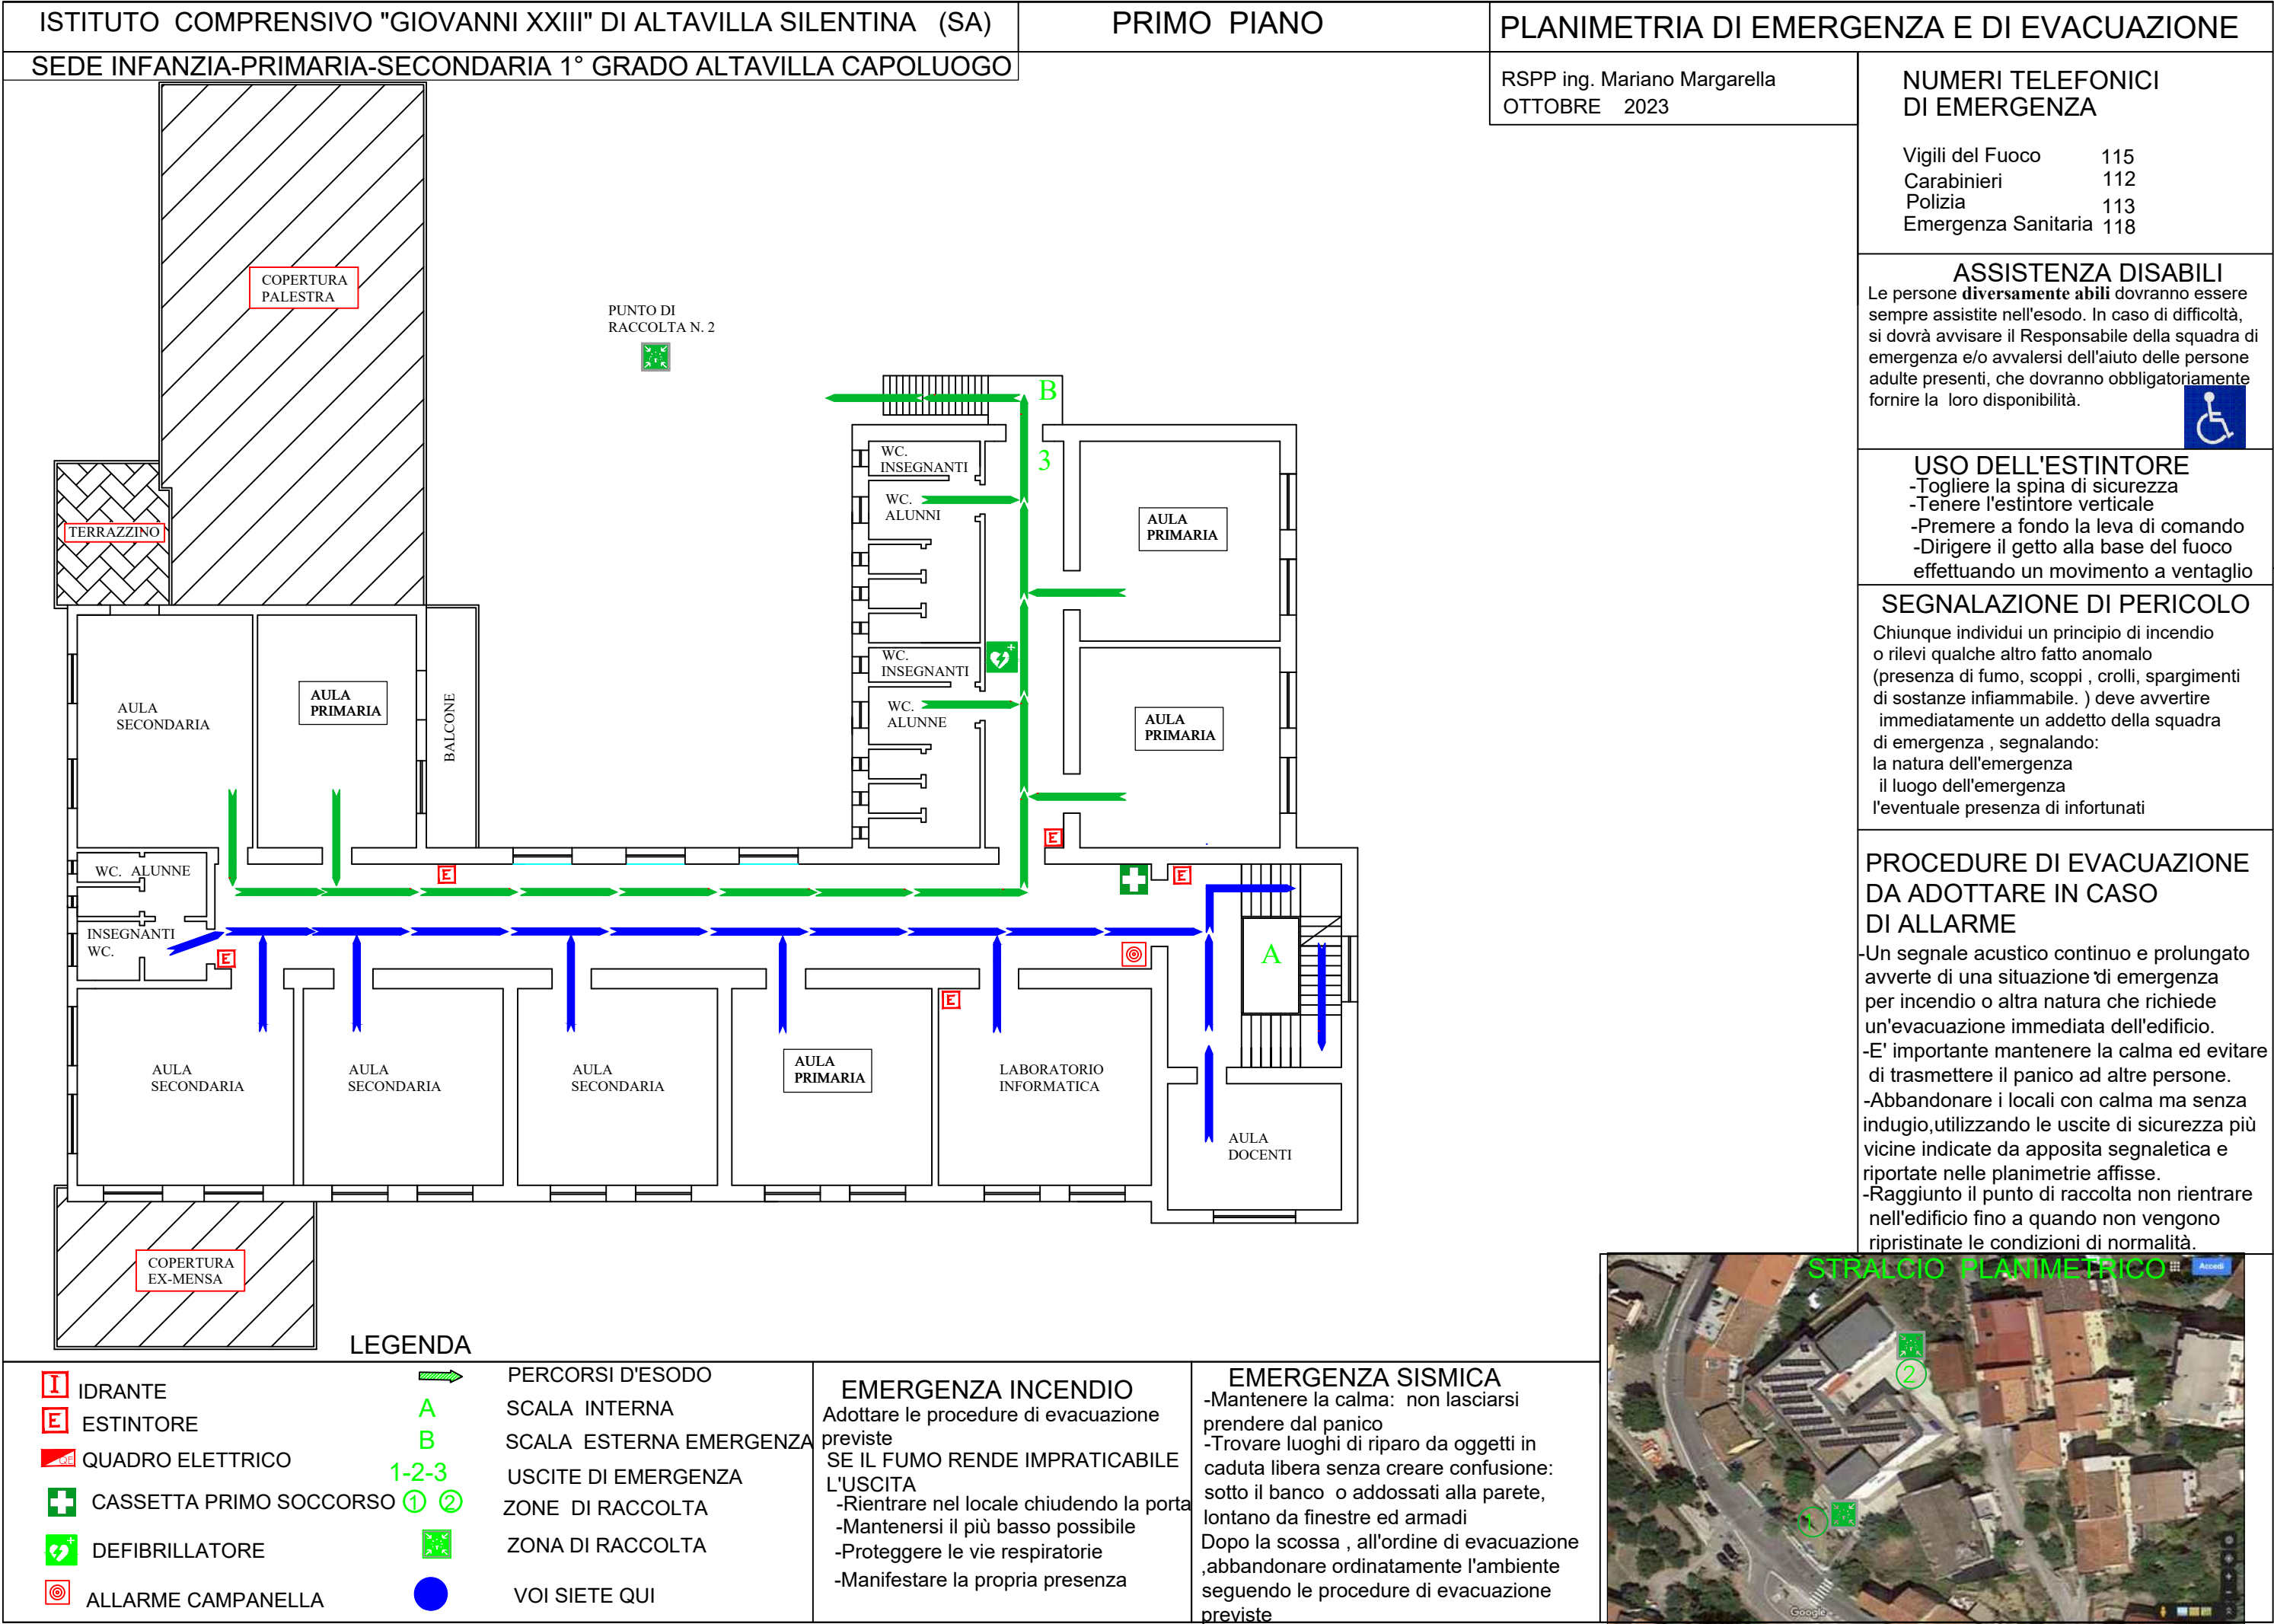 ISTITUTO COMPRENSIVO "GIOVANNI XXIII" DI ALTAVILLA SILENTINA (SA)
PRIMO PIANO
PLANIMETRIA DI EMERGENZA E DI EVACUAZIONE
SEDE INFANZIA-PRIMARIA-SECONDARIA 1° GRADO ALTAVILLA CAPOLUOGO
RSPP ing. Mariano Margarella
OTTOBRE 2023
NUMERI TELEFONICI
DI EMERGENZA
Vigili del Fuoco 115
Carabinieri 112
Polizia 113
Emergenza Sanitaria 118
ASSISTENZA DISABILI
Le persone diversamente abili dovranno essere
sempre assistite nell'esodo. In caso di difficoltà,
si dovrà avvisare il Responsabile della squadra di
emergenza e/o avvalersi dell'aiuto delle persone
adulte presenti, che dovranno obbligatoriamente
fornire la loro disponibilità.
USO DELL'ESTINTORE
-Togliere la spina di sicurezza
-Tenere l'estintore verticale
-Premere a fondo la leva di comando
-Dirigere il getto alla base del fuoco
effettuando un movimento a ventaglio
SEGNALAZIONE DI PERICOLO
Chiunque individui un principio di incendio
o rilevi qualche altro fatto anomalo
(presenza di fumo, scoppi , crolli, spargimenti
di sostanze infiammabile. ) deve avvertire
immediatamente un addetto della squadra
di emergenza , segnalando:
la natura dell'emergenza
il luogo dell'emergenza
l'eventuale presenza di infortunati
PROCEDURE DI EVACUAZIONE
DA ADOTTARE IN CASO
DI ALLARME
-Un segnale acustico continuo e prolungato
avverte di una situazione di emergenza
per incendio o altra natura che richiede
un'evacuazione immediata dell'edificio.
-E' importante mantenere la calma ed evitare
di trasmettere il panico ad altre persone.
-Abbandonare i locali con calma ma senza
indugio,utilizzando le uscite di sicurezza più
vicine indicate da apposita segnaletica e
riportate nelle planimetrie affisse.
-Raggiunto il punto di raccolta non rientrare
nell'edificio fino a quando non vengono
ripristinate le condizioni di normalità.
COPERTURA
PALESTRA
PUNTO DI
RACCOLTA N. 2
B
3
WC.
INSEGNANTI
WC.
ALUNNI
TERRAZZINO
AULA
PRIMARIA
WC.
INSEGNANTI
WC.
ALUNNE
AULA
PRIMARIA
AULA
SECONDARIA
AULA
PRIMARIA
BALCONE
E
E
E
WC. ALUNNE
INSEGNANTI
WC.
E
E
A
AULA
SECONDARIA
AULA
SECONDARIA
AULA
SECONDARIA
AULA
PRIMARIA
LABORATORIO
INFORMATICA
AULA
DOCENTI
COPERTURA
EX-MENSA
LEGENDA
I IDRANTE
E ESTINTORE
QE QUADRO ELETTRICO
CASSETTA PRIMO SOCCORSO
DEFIBRILLATORE
ALLARME CAMPANELLA
PERCORSI D'ESODO
A SCALA INTERNA
B SCALA ESTERNA EMERGENZA
1-2-3 USCITE DI EMERGENZA
1 2 ZONE DI RACCOLTA
ZONA DI RACCOLTA
VOI SIETE QUI
EMERGENZA INCENDIO
Adottare le procedure di evacuazione
previste
SE IL FUMO RENDE IMPRATICABILE
L'USCITA
-Rientrare nel locale chiudendo la porta
-Mantenersi il più basso possibile
-Proteggere le vie respiratorie
-Manifestare la propria presenza
EMERGENZA SISMICA
-Mantenere la calma: non lasciarsi
prendere dal panico
-Trovare luoghi di riparo da oggetti in
caduta libera senza creare confusione:
sotto il banco o addossati alla parete,
lontano da finestre ed armadi
Dopo la scossa , all'ordine di evacuazione
,abbandonare ordinatamente l'ambiente
seguendo le procedure di evacuazione
previste
STRALCIO PLANIMETRICO
Accedi
2
1
Google